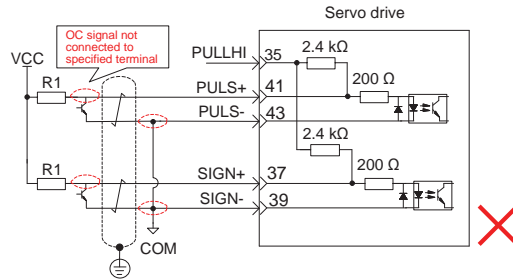 Servo drive
OC signal not
connected to
specified terminal
VCC
PULLHI
35
2.4 kΩ
R1
PULS+
41
200 Ω
PULS-
43
2.4 kΩ
R1
SIGN+
37
200 Ω
SIGN-
39
COM